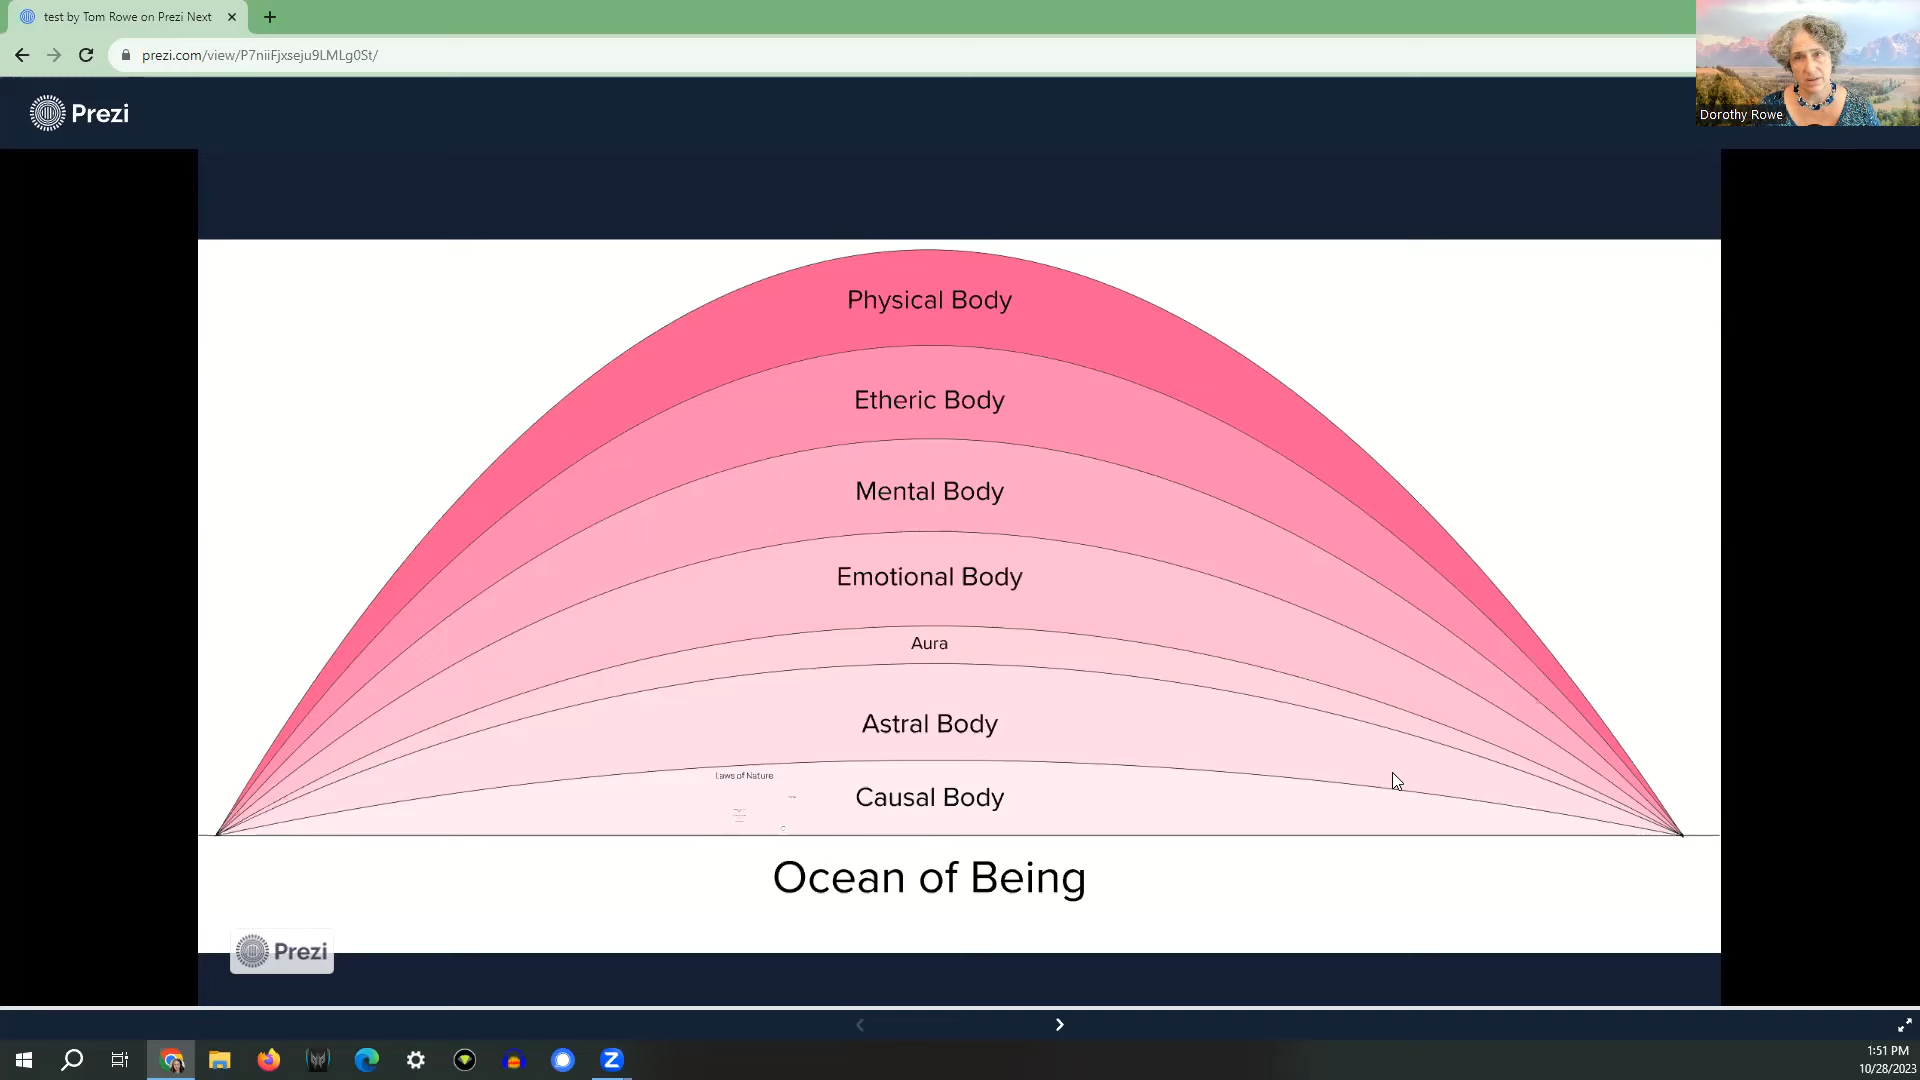 test by Tom Rowe on Prezi Next
prezi.com/view/P7niiFjxseju9LMLg0St/
Prezi
Dorothy Rowe
Physical Body
Etheric Body
Mental Body
Emotional Body
Aura
Astral Body
Laws of Nature
Causal Body
Ocean of Being
Prezi
1:51 PM
10/28/2023